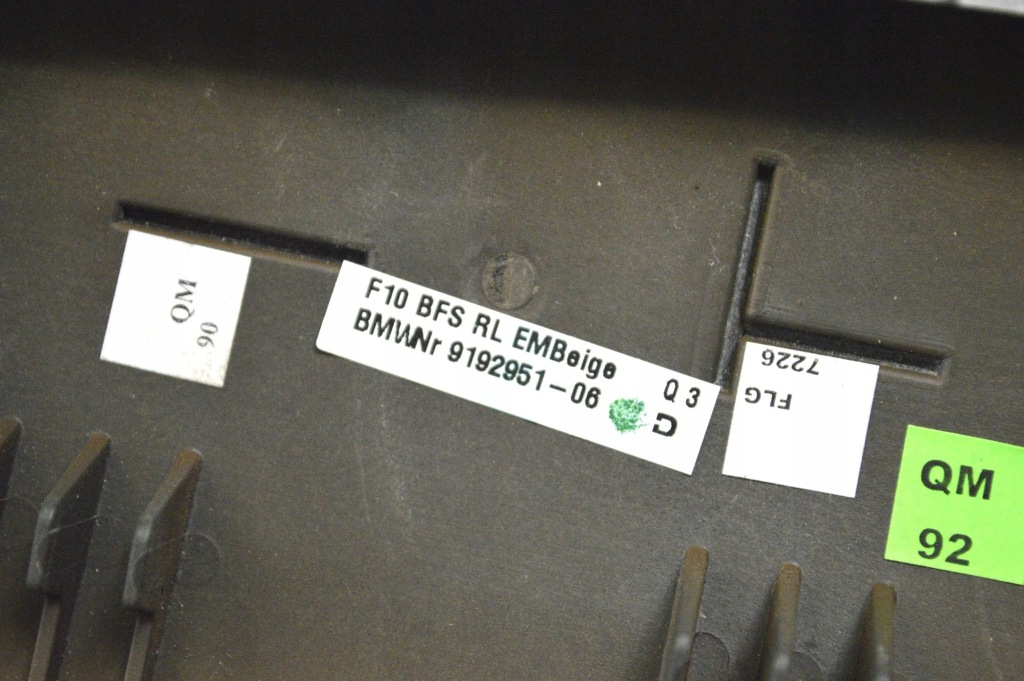 QM
90
F10 BFS RL EMBeige Q 3
BMWNr 9192951-06
7226
FLG
QM
92